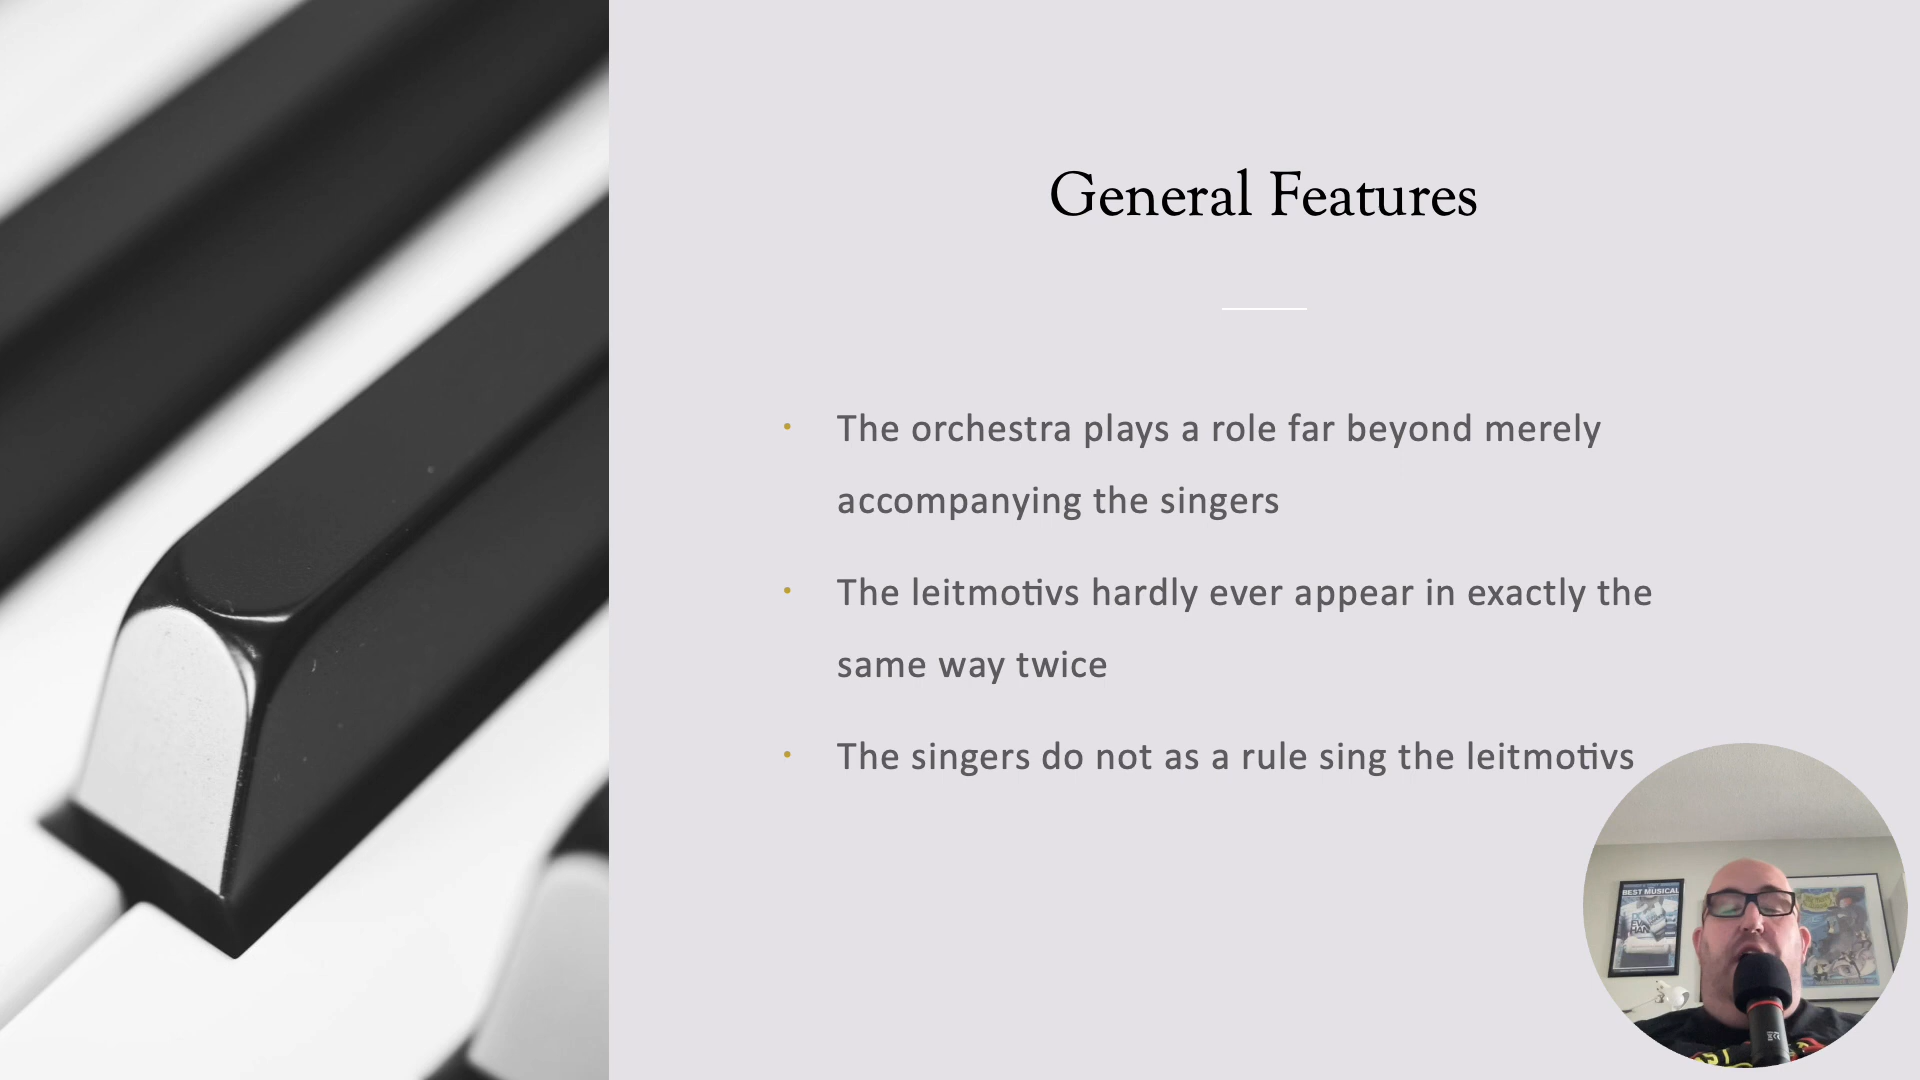 General Features
The orchestra plays a role far beyond merely
accompanying the singers
The leitmotivs hardly ever appear in exactly the
same way twice
The singers do not as a rule sing the leitmotivs
BEST MUSICAL